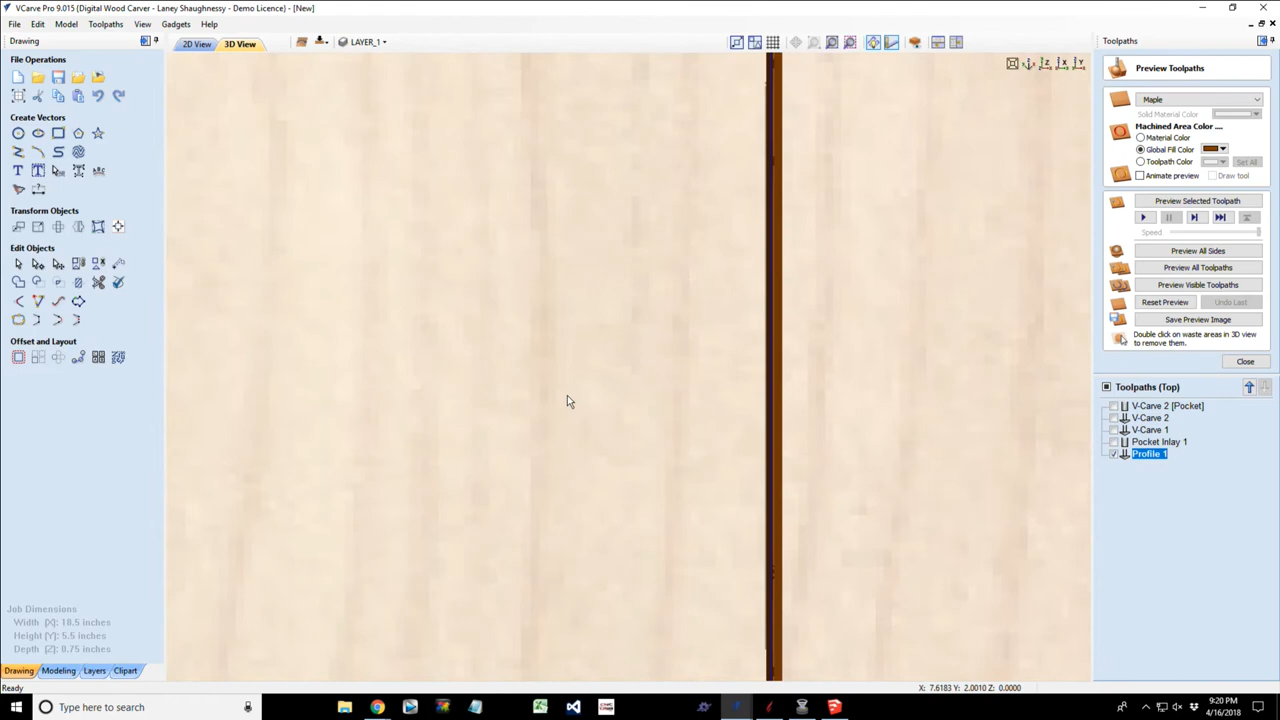 VCarve Pro 9.015 {Digital Wood Carver - Laney Shaughnessy - Demo Licence} - [New]
File Edit Model Toolpaths View Gadgets Help
Drawing
2D View 3D View LAYER_1
Toolpaths
File Operations
Create Vectors
Transform Objects
Edit Objects
Offset and Layout
Job Dimensions
Width (X): 18.5 inches
Height (Y): 5.5 inches
Depth (Z): 0.75 inches
Drawing Modeling Layers Clipart
Ready
Z X Y
Preview Toolpaths
Maple
Solid Material Color
Machined Area Color ....
Material Color
Global Fill Color
Toolpath Color Set All
Animate preview Draw tool
Preview Selected Toolpath
Speed
Preview All Sides
Preview All Toolpaths
Preview Visible Toolpaths
Reset Preview Undo Last
Save Preview Image
Double click on waste areas in 3D view
to remove them.
Close
Toolpaths (Top)
V-Carve 2 [Pocket]
V-Carve 2
V-Carve 1
Pocket Inlay 1
Profile 1
X: 7.6183 Y: 2.0010 Z: 0.0000
Type here to search
9:20 PM
4/16/2018